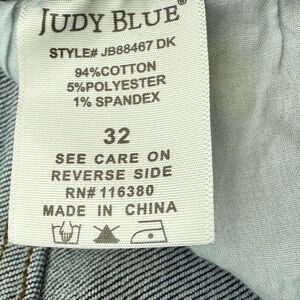 JUDY BLUE®
STYLE# JB88467 DK
94%COTTON
5%POLYESTER
1% SPANDEX
32
SEE CARE ON
REVERSE SIDE
RN# 116380
MADE IN CHINA